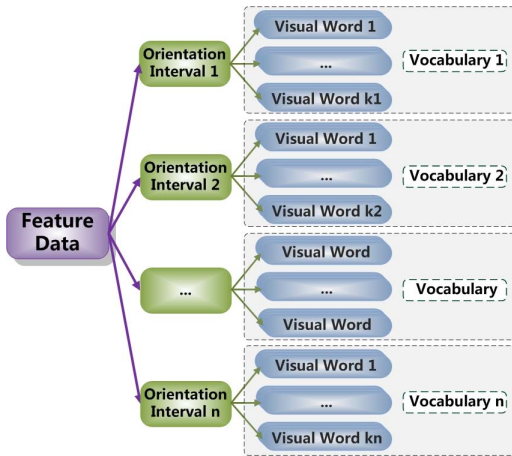 Feature
Data
Orientation
Interval 1
Visual Word 1
...
Visual Word k1
Vocabulary 1
Orientation
Interval 2
Visual Word 1
...
Visual Word k2
Vocabulary 2
...
Visual Word
...
Visual Word
Vocabulary
Orientation
Interval n
Visual Word 1
...
Visual Word kn
Vocabulary n